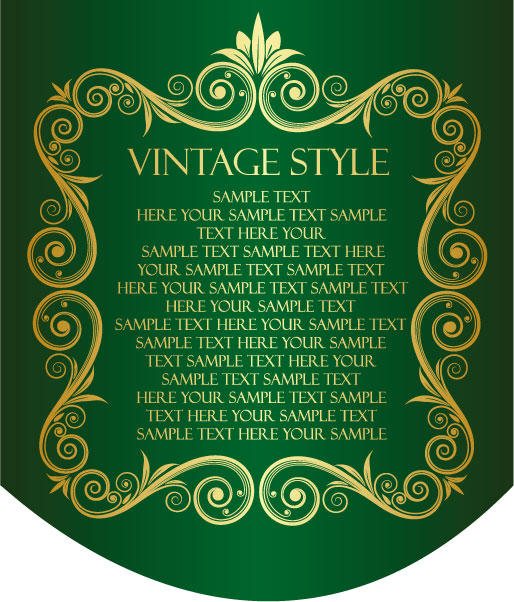 VINTAGE STYLE
SAMPLE TEXT
HERE YOUR SAMPLE TEXT SAMPLE
TEXT HERE YOUR
SAMPLE TEXT SAMPLE TEXT HERE
YOUR SAMPLE TEXT SAMPLE TEXT
HERE YOUR SAMPLE TEXT SAMPLE TEXT
HERE YOUR SAMPLE TEXT
SAMPLE TEXT HERE YOUR SAMPLE TEXT
SAMPLE TEXT HERE YOUR SAMPLE
TEXT SAMPLE TEXT HERE YOUR
SAMPLE TEXT SAMPLE TEXT
HERE YOUR SAMPLE TEXT SAMPLE
TEXT HERE YOUR SAMPLE TEXT
SAMPLE TEXT HERE YOUR SAMPLE